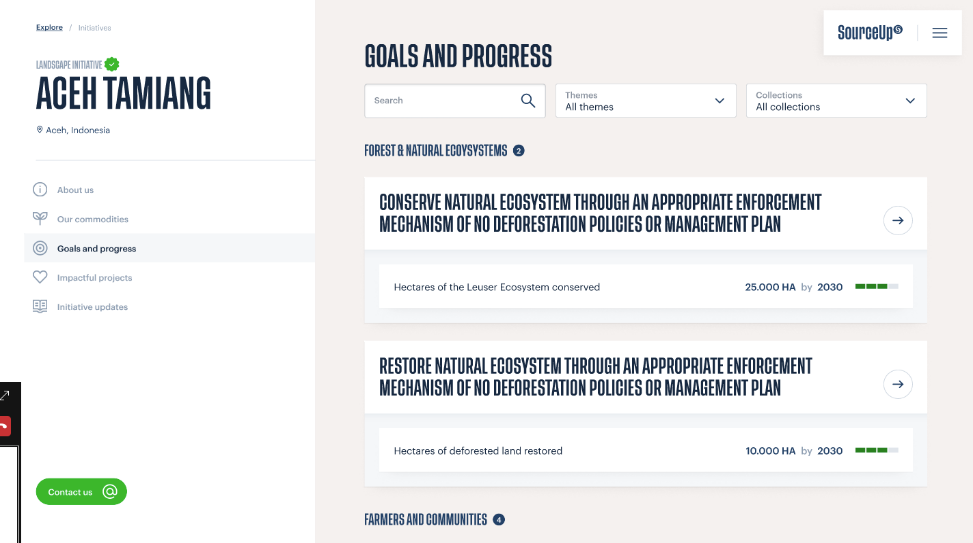 Explore / Initiatives
LANDSCAPE INITIATIVE
ACEH TAMIANG
Aceh, Indonesia
About us
Our commodities
Goals and progress
Impactful projects
Initiative updates
Contact us
SourceUp
GOALS AND PROGRESS
Search
Themes
All themes
Collections
All collections
FOREST & NATURAL ECOYSYSTEMS 2
CONSERVE NATURAL ECOSYSTEM THROUGH AN APPROPRIATE ENFORCEMENT
MECHANISM OF NO DEFORESTATION POLICIES OR MANAGEMENT PLAN
Hectares of the Leuser Ecosystem conserved 25.000 HA by 2030
RESTORE NATURAL ECOSYSTEM THROUGH AN APPROPRIATE ENFORCEMENT
MECHANISM OF NO DEFORESTATION POLICIES OR MANAGEMENT PLAN
Hectares of deforested land restored 10.000 HA by 2030
FARMERS AND COMMUNITIES 4